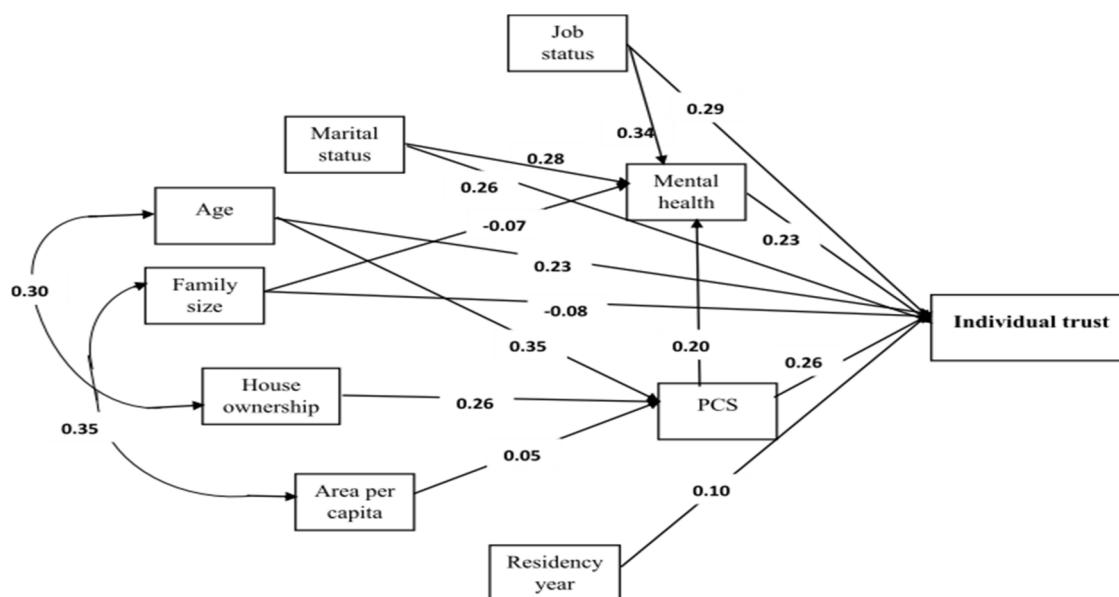 Job
status
0.29
0.34
Marital
status
0.28
Mental
health
0.26
Age
-0.07
0.23
0.23
Family
size
0.30
-0.08
Individual trust
0.35
0.20
0.26
House
ownership
0.26
PCS
0.35
0.05
Area per
capita
0.10
Residency
year